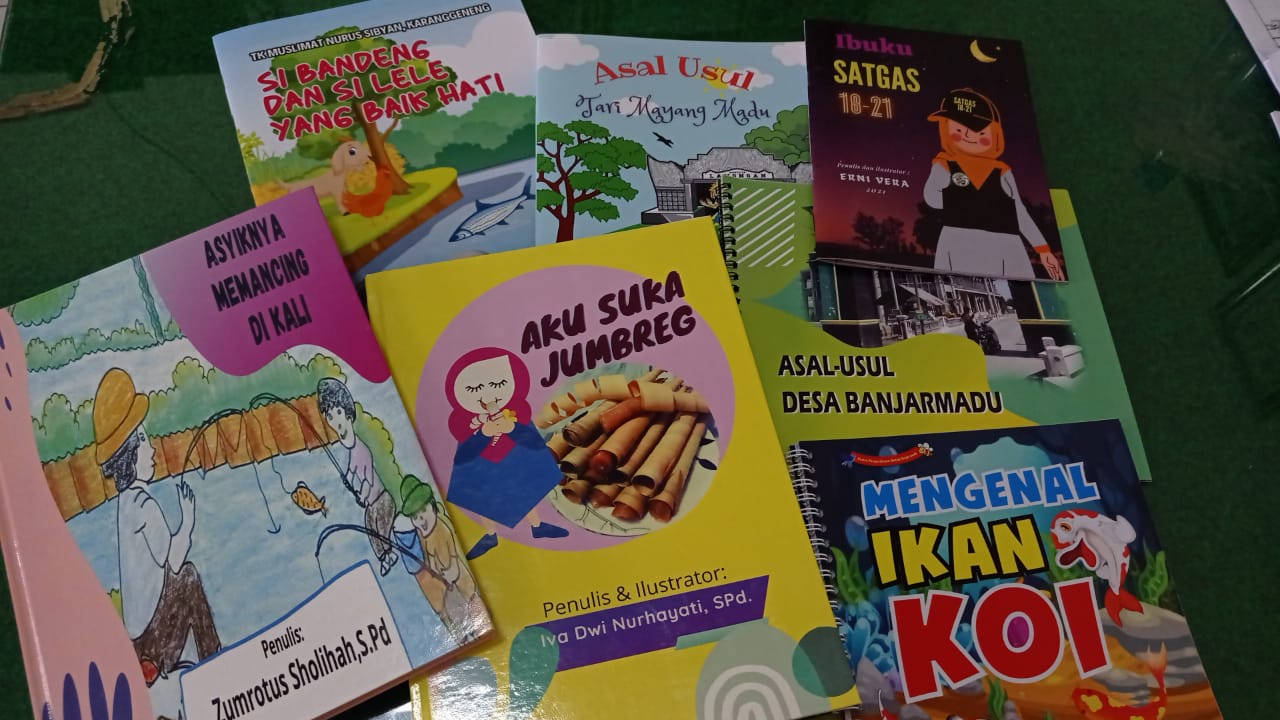 TK MUSLIMAT NURUS SIBYAN, KARANGGENENG
SI BANDENG
DAN SI LELE
YANG BAIK HATI
Asal Usul
Tari Mayang Madu
Ibuku
SATGAS
18-21
SATGAS
18-21
Penulis dan ilustrator :
ERNI VERA
2021
ASYIKNYA
MEMANCING
DI KALI
Penulis:
Zumrotus Sholihah,S.Pd
AKU SUKA
JUMBREG
Penulis & Ilustrator:
Iva Dwi Nurhayati, SPd.
ASAL-USUL
DESA BANJARMADU
MENGENAL
IKAN
KOI